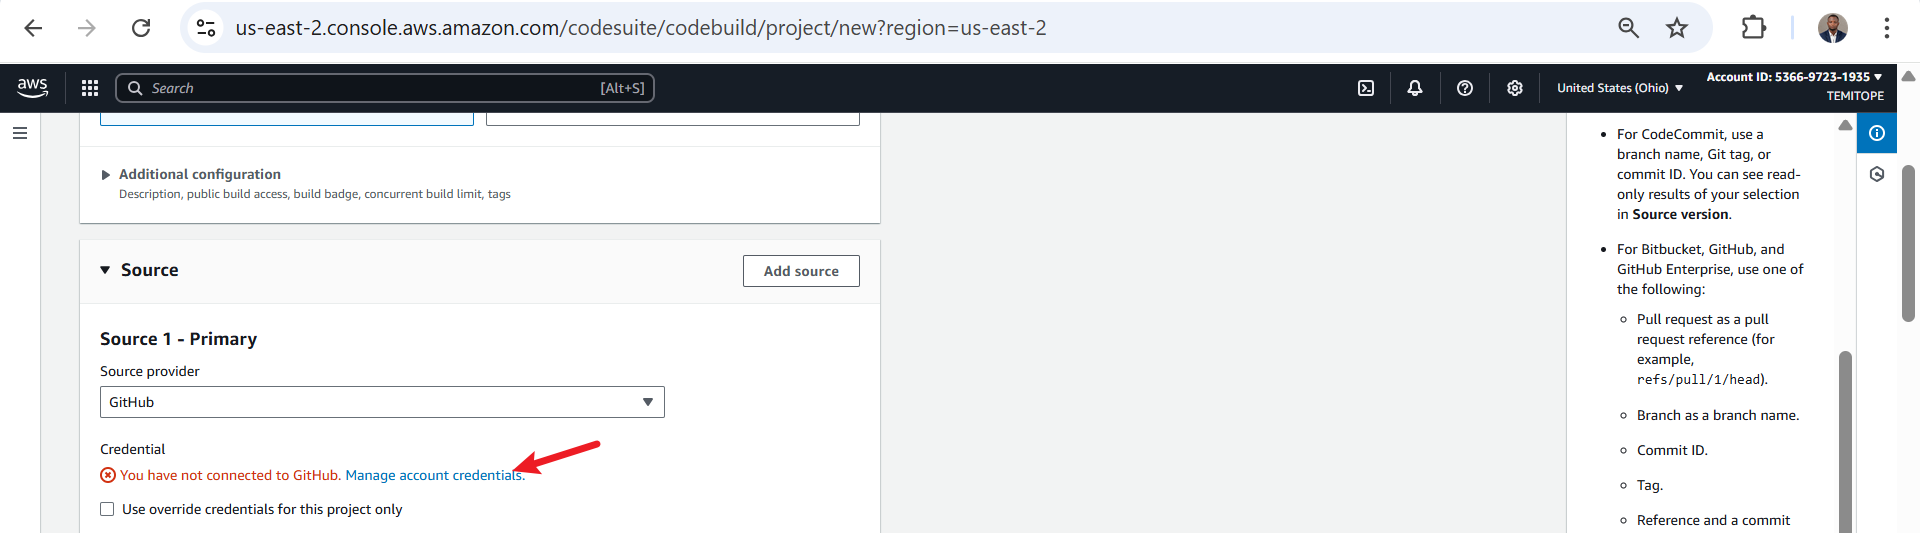 us-east-2.console.aws.amazon.com/codesuite/codebuild/project/new?region=us-east-2
aws
Search
[Alt+S]
United States (Ohio)
Account ID: 5366-9723-1935
TEMITOPE
Additional configuration
Description, public build access, build badge, concurrent build limit, tags
Source
Add source
Source 1 - Primary
Source provider
GitHub
Credential
You have not connected to GitHub. Manage account credentials.
Use override credentials for this project only
• For CodeCommit, use a
branch name, Git tag, or
commit ID. You can see read-
only results of your selection
in Source version.
• For Bitbucket, GitHub, and
GitHub Enterprise, use one of
the following:
◦ Pull request as a pull
request reference (for
example,
refs/pull/1/head).
◦ Branch as a branch name.
◦ Commit ID.
◦ Tag.
◦ Reference and a commit